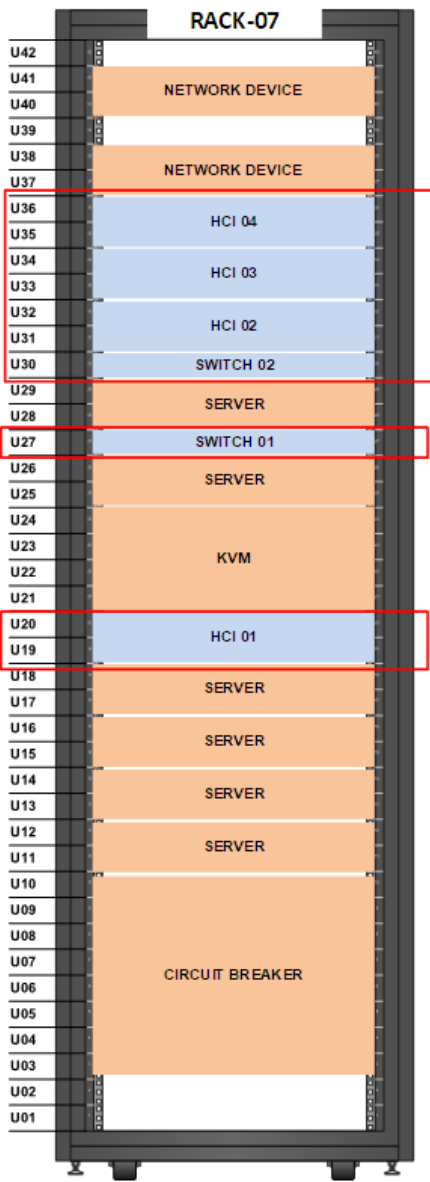 RACK-07
U42
U41
NETWORK DEVICE
U40
U39
U38
NETWORK DEVICE
U37
U36
HCI 04
U35
U34
HCI 03
U33
U32
HCI 02
U31
U30 SWITCH 02
U29
SERVER
U28
U27 SWITCH 01
U26
SERVER
U25
U24
U23
KVM
U22
U21
U20
HCI 01
U19
U18
SERVER
U17
U16
SERVER
U15
U14
SERVER
U13
U12
SERVER
U11
U10
U09
U08
U07
CIRCUIT BREAKER
U06
U05
U04
U03
U02
U01